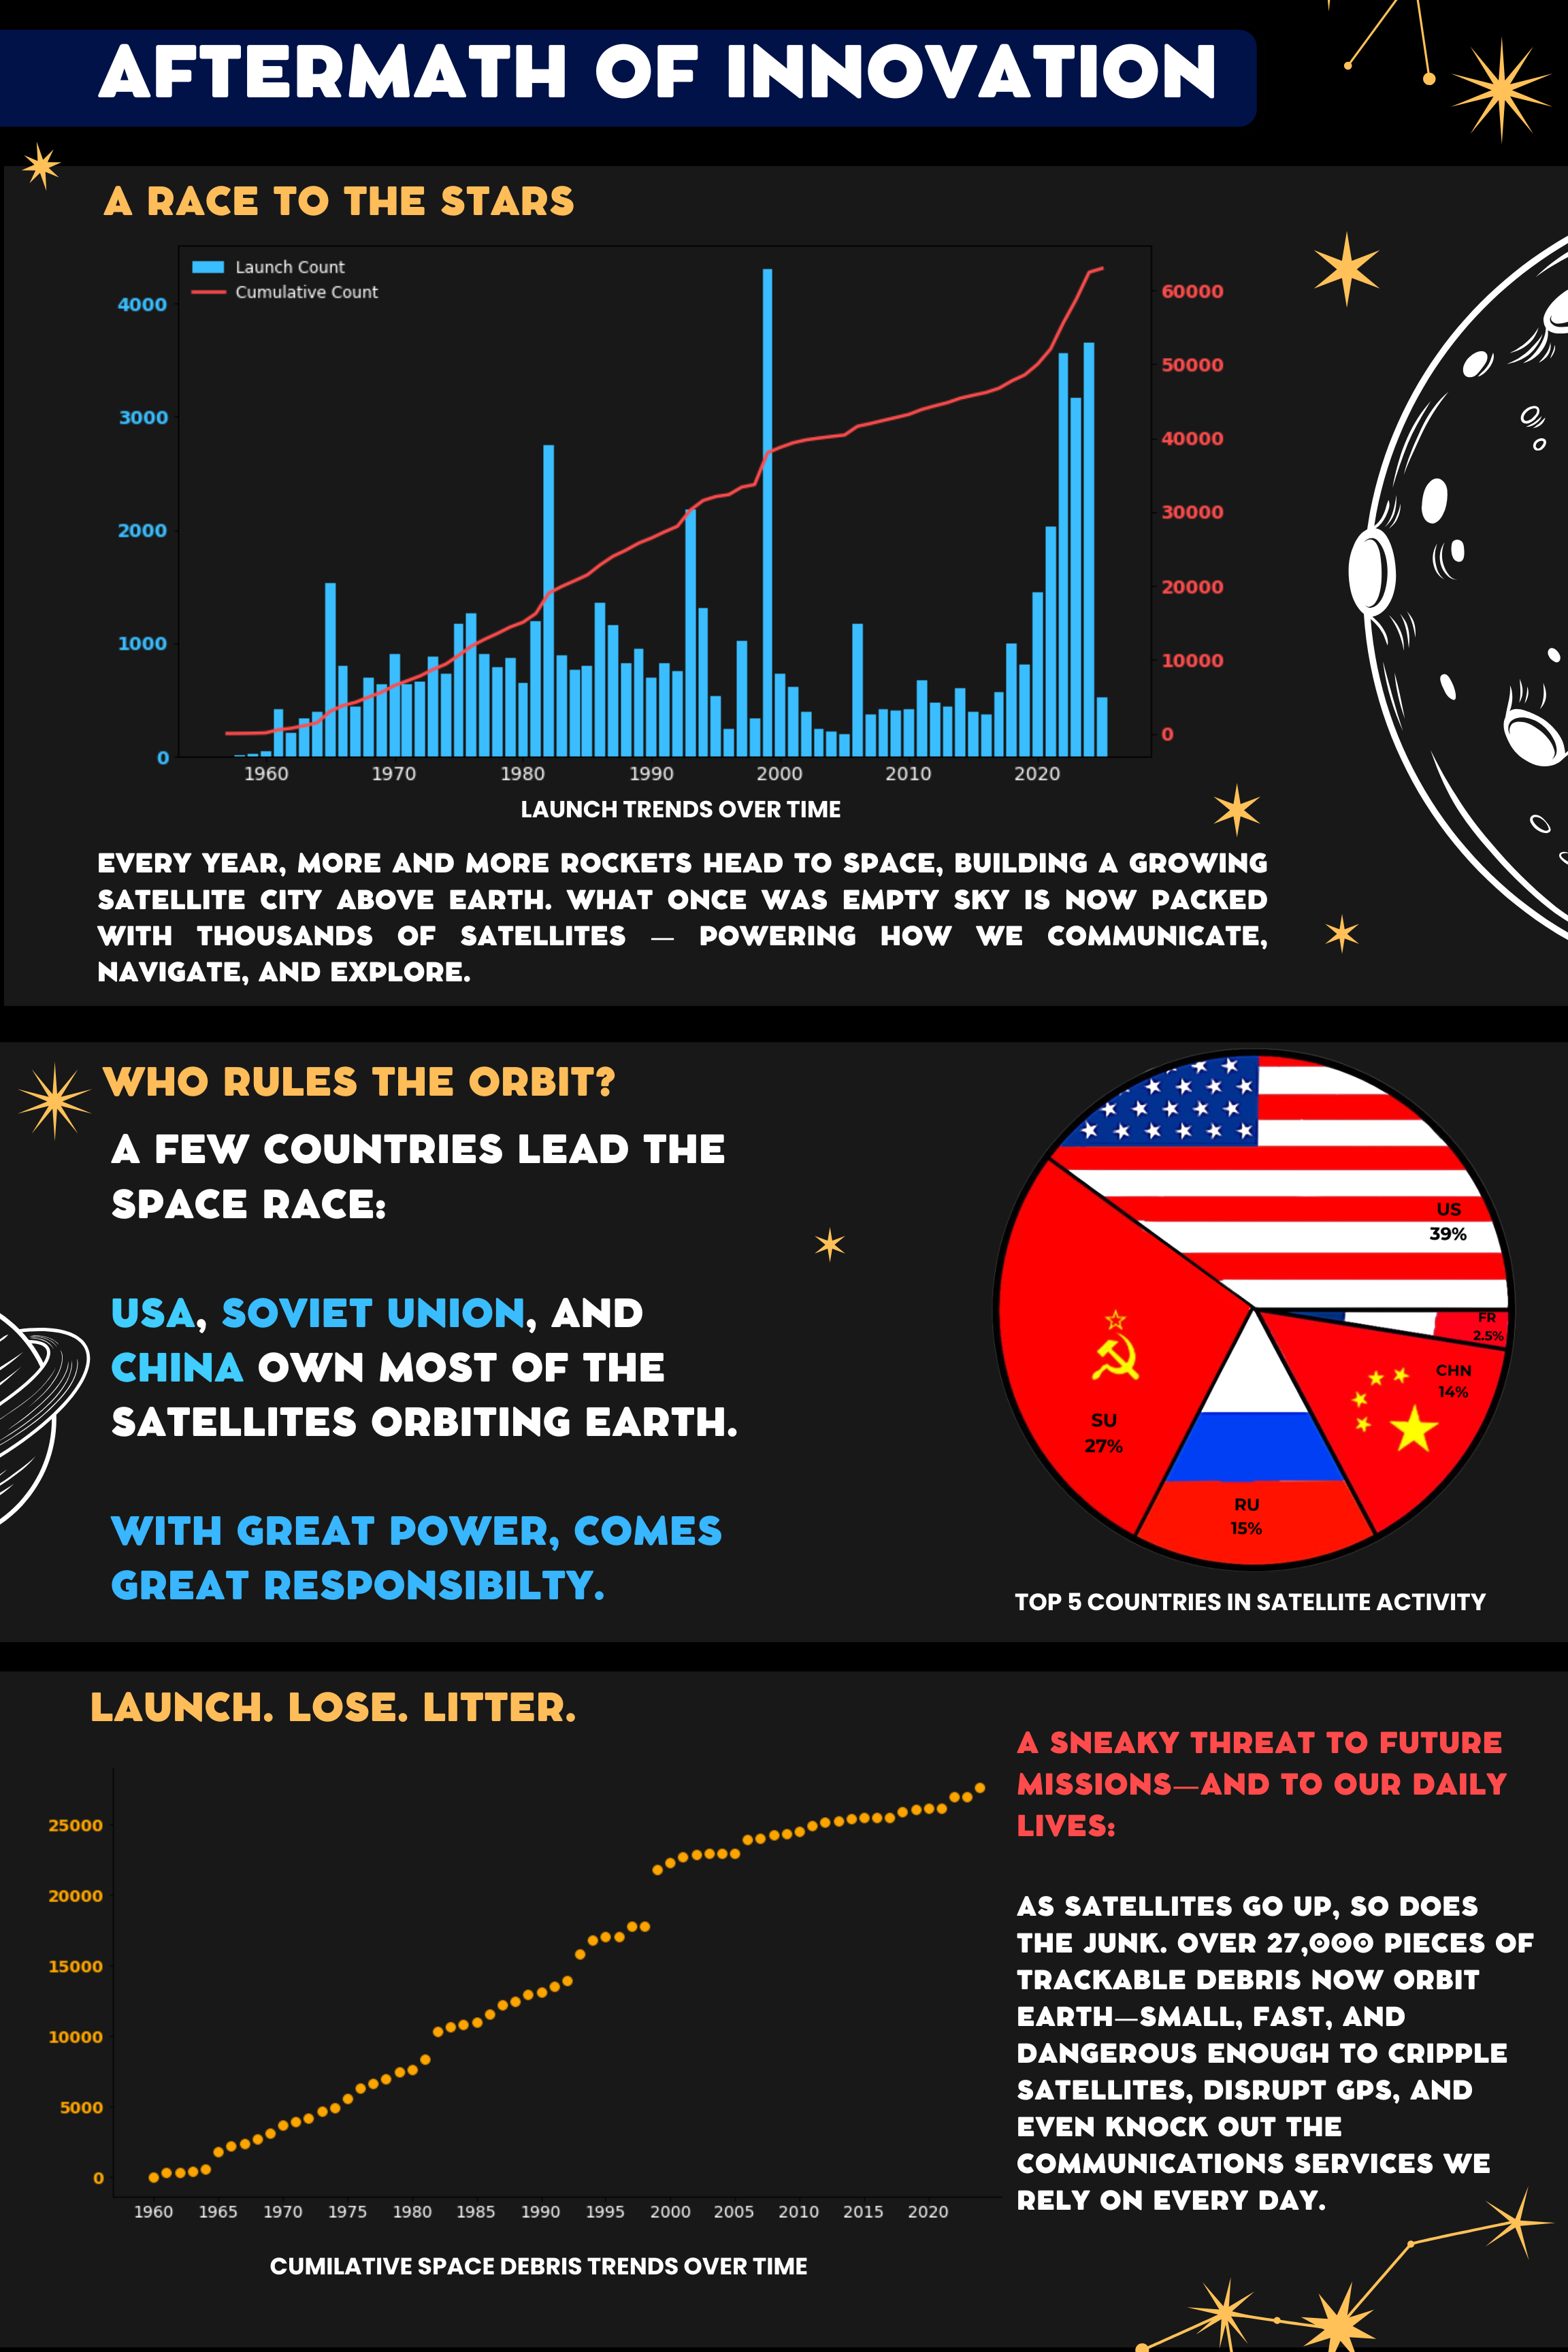 AFTERMATH OF INNOVATION
A RACE TO THE STARS
Launch Count
Cumulative Count
4000
3000
2000
1000
0
60000
50000
40000
30000
20000
10000
0
1960 1970 1980 1990 2000 2010 2020
LAUNCH TRENDS OVER TIME
EVERY YEAR, MORE AND MORE ROCKETS HEAD TO SPACE, BUILDING A GROWING
SATELLITE CITY ABOVE EARTH. WHAT ONCE WAS EMPTY SKY IS NOW PACKED
WITH THOUSANDS OF SATELLITES — POWERING HOW WE COMMUNICATE,
NAVIGATE, AND EXPLORE.
WHO RULES THE ORBIT?
A FEW COUNTRIES LEAD THE
SPACE RACE:
USA, SOVIET UNION, AND
CHINA OWN MOST OF THE
SATELLITES ORBITING EARTH.
WITH GREAT POWER, COMES
GREAT RESPONSIBILTY.
US
39%
FR
2.5%
CHN
14%
SU
27%
RU
15%
TOP 5 COUNTRIES IN SATELLITE ACTIVITY
LAUNCH. LOSE. LITTER.
25000
20000
15000
10000
5000
0
1960 1965 1970 1975 1980 1985 1990 1995 2000 2005 2010 2015 2020
CUMILATIVE SPACE DEBRIS TRENDS OVER TIME
A SNEAKY THREAT TO FUTURE
MISSIONS—AND TO OUR DAILY
LIVES:
AS SATELLITES GO UP, SO DOES
THE JUNK. OVER 27,000 PIECES OF
TRACKABLE DEBRIS NOW ORBIT
EARTH—SMALL, FAST, AND
DANGEROUS ENOUGH TO CRIPPLE
SATELLITES, DISRUPT GPS, AND
EVEN KNOCK OUT THE
COMMUNICATIONS SERVICES WE
RELY ON EVERY DAY.